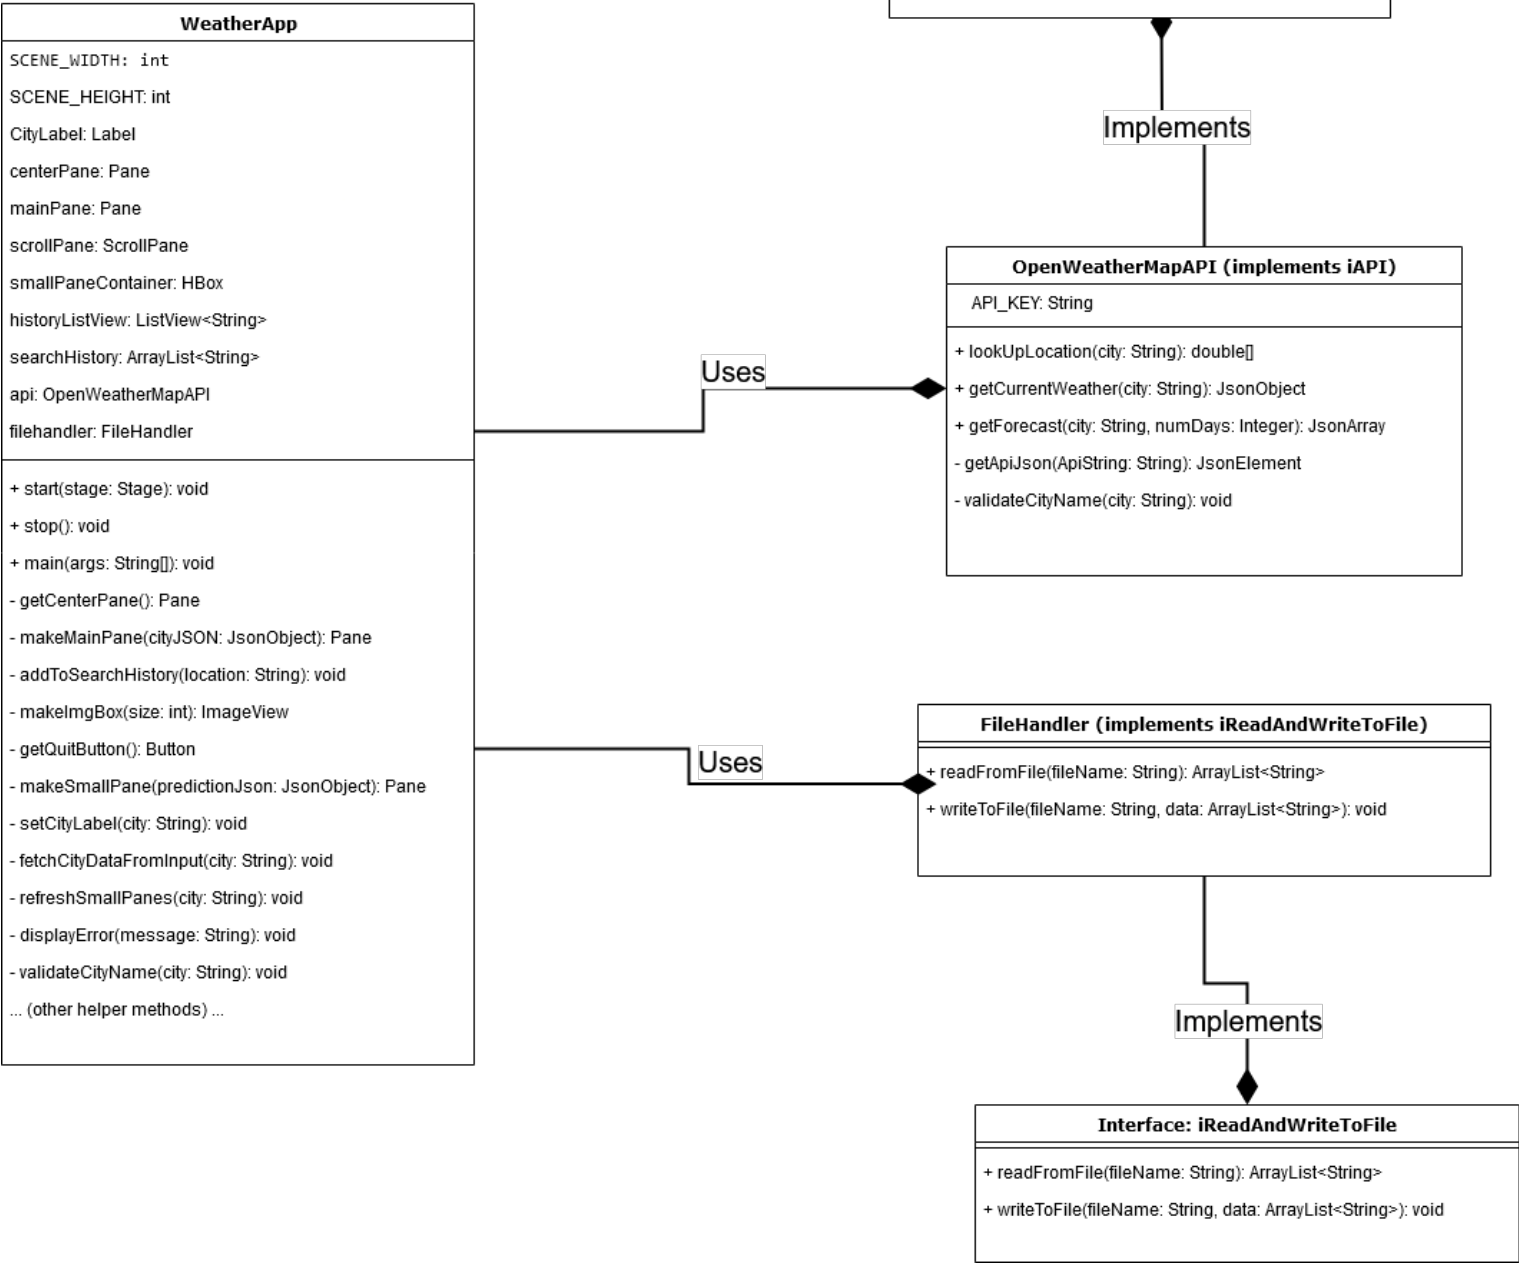 WeatherApp
SCENE_WIDTH: int
SCENE_HEIGHT: int
CityLabel: Label
centerPane: Pane
mainPane: Pane
scrollPane: ScrollPane
smallPaneContainer: HBox
historyListView: ListView<String>
searchHistory: ArrayList<String>
api: OpenWeatherMapAPI
filehandler: FileHandler
+ start(stage: Stage): void
+ stop(): void
+ main(args: String[]): void
- getCenterPane(): Pane
- makeMainPane(cityJSON: JsonObject): Pane
- addToSearchHistory(location: String): void
- makeImgBox(size: int): ImageView
- getQuitButton(): Button
- makeSmallPane(predictionJson: JsonObject): Pane
- setCityLabel(city: String): void
- fetchCityDataFromInput(city: String): void
- refreshSmallPanes(city: String): void
- displayError(message: String): void
- validateCityName(city: String): void
... (other helper methods) ...
Implements
OpenWeatherMapAPI (implements iAPI)
API_KEY: String
+ lookUpLocation(city: String): double[]
+ getCurrentWeather(city: String): JsonObject
+ getForecast(city: String, numDays: Integer): JsonArray
- getApiJson(ApiString: String): JsonElement
- validateCityName(city: String): void
Uses
Uses
FileHandler (implements iReadAndWriteToFile)
+ readFromFile(fileName: String): ArrayList<String>
+ writeToFile(fileName: String, data: ArrayList<String>): void
Implements
Interface: iReadAndWriteToFile
+ readFromFile(fileName: String): ArrayList<String>
+ writeToFile(fileName: String, data: ArrayList<String>): void